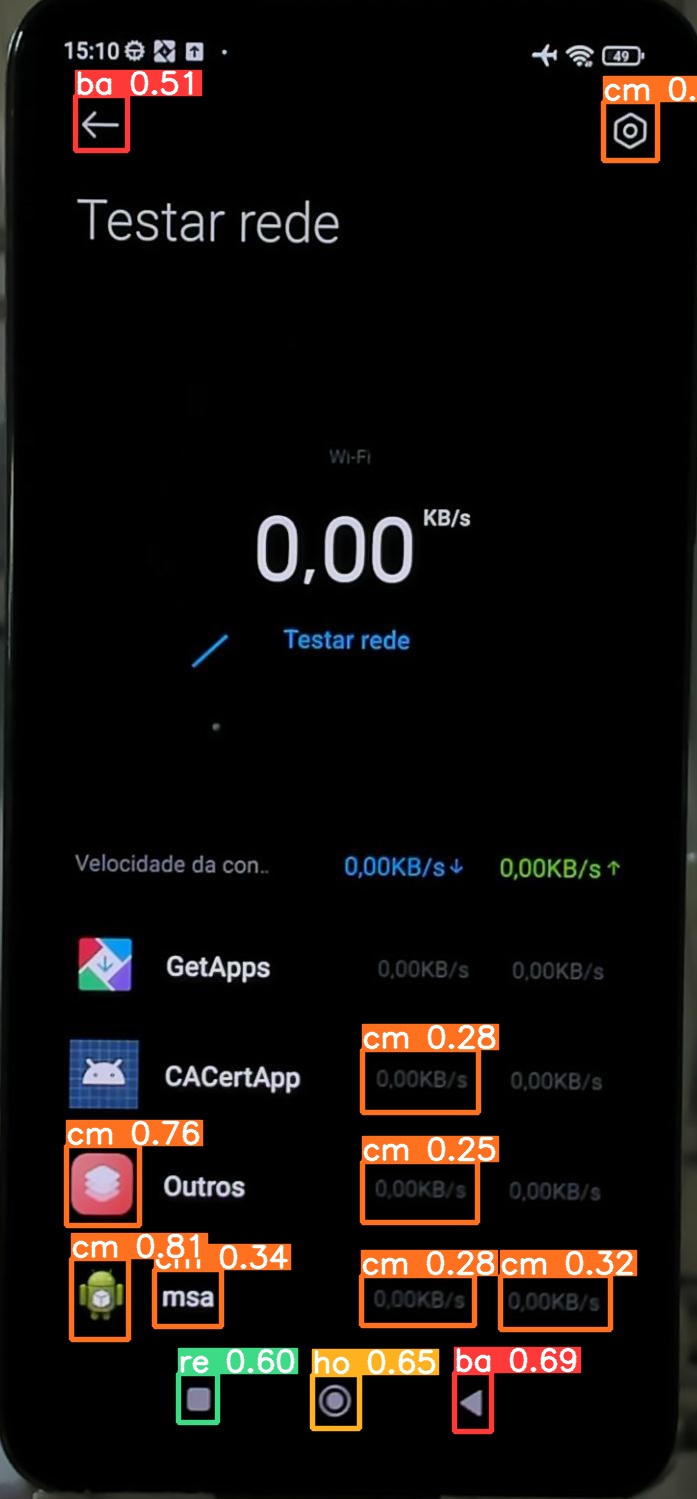 15:10 49
ba 0.51
cm 0.
Testar rede
Wi-Fi
0,00 KB/s
Testar rede
Velocidade da con.. 0,00KB/s↓ 0,00KB/s↑
GetApps 0,00KB/s 0,00KB/s
cm 0.28
CACertApp 0,00KB/s 0,00KB/s
cm 0.76 cm 0.25
Outros 0,00KB/s 0,00KB/s
cm 0.81 cm 0.34 cm 0.28 cm 0.32
msa 0,00KB/s 0,00KB/s
re 0.60 ho 0.65 ba 0.69